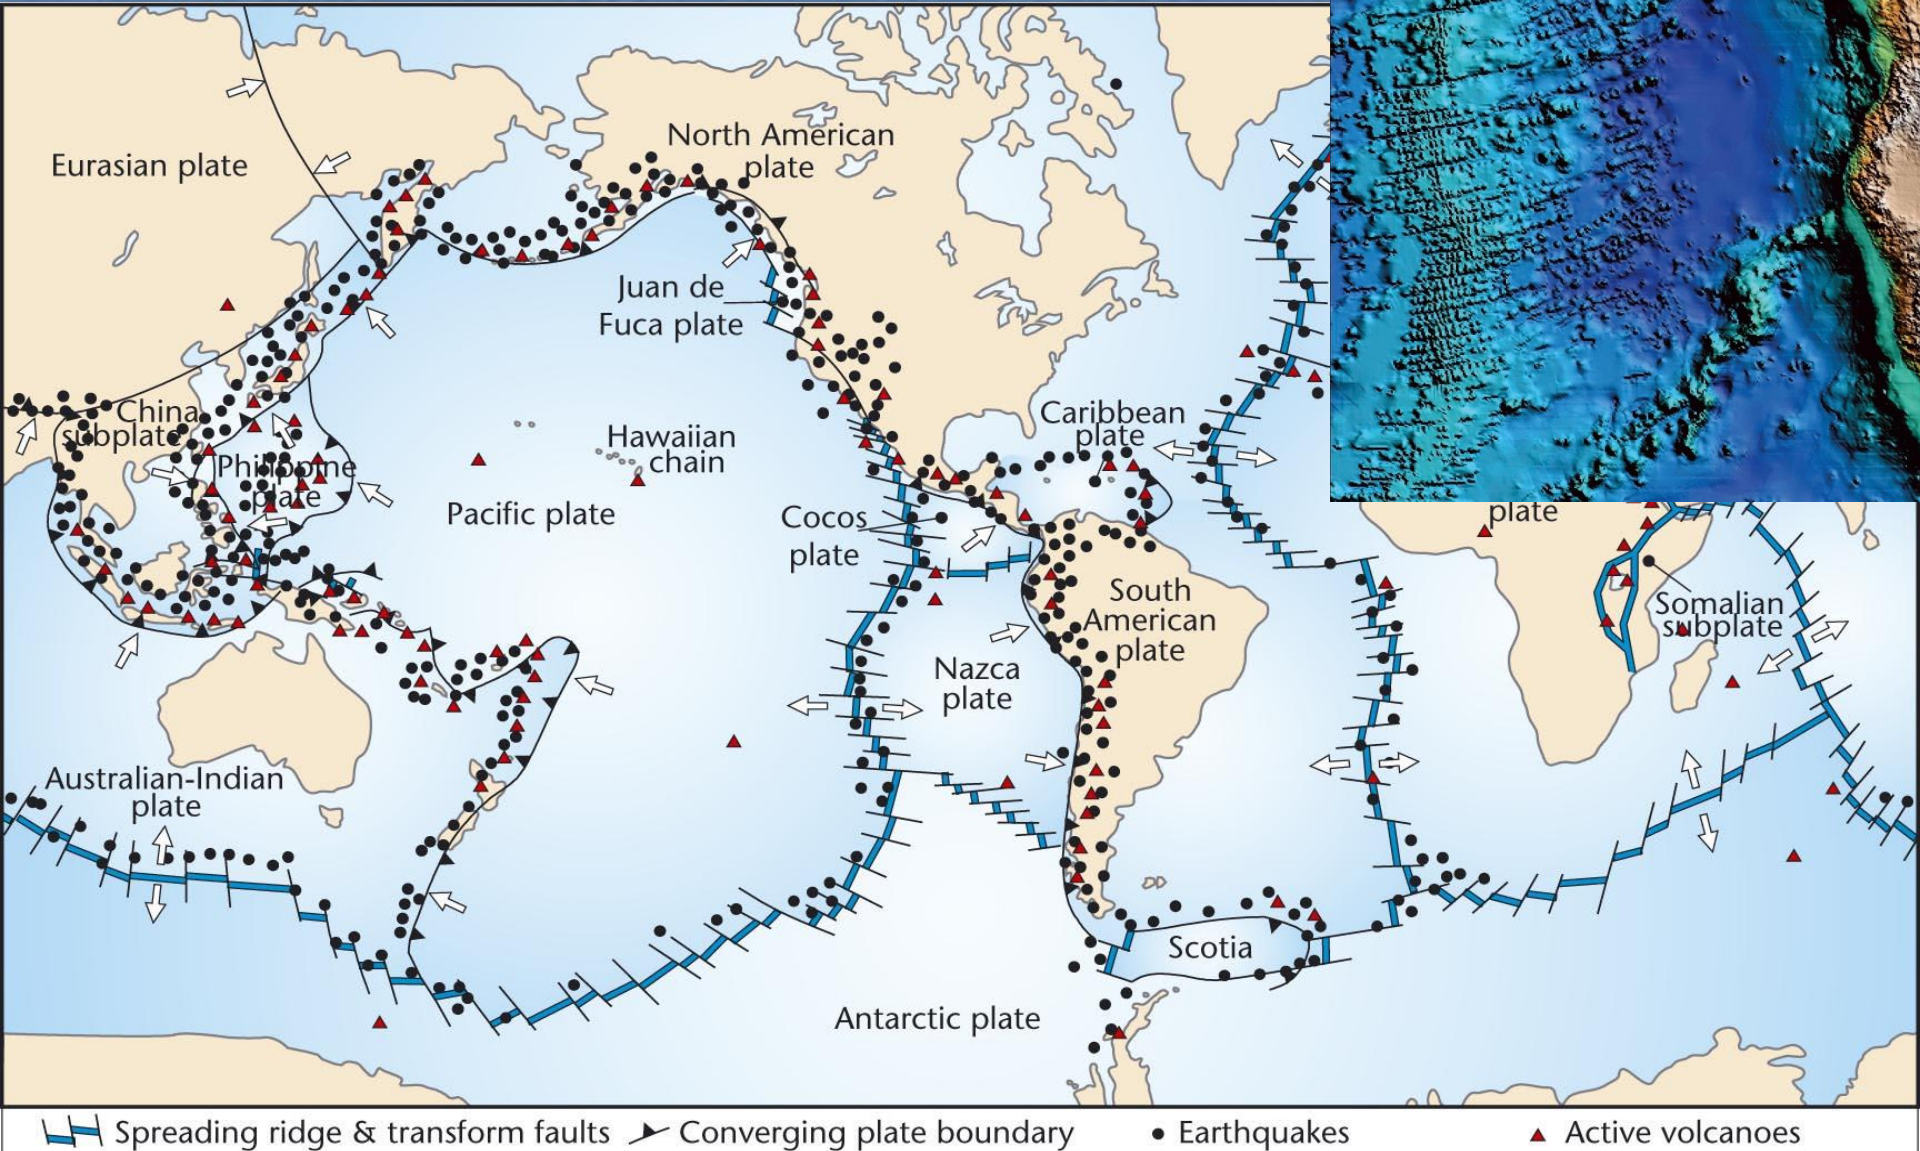 North American
plate
Eurasian plate
Juan de
Fuca plate
China
subplate
Caribbean
plate
Hawaiian
chain
Philippine
plate
Pacific plate
Cocos
plate
plate
South
American
plate
Somalian
subplate
Nazca
plate
Australian-Indian
plate
Scotia
Antarctic plate
Spreading ridge & transform faults
Converging plate boundary
Earthquakes
Active volcanoes